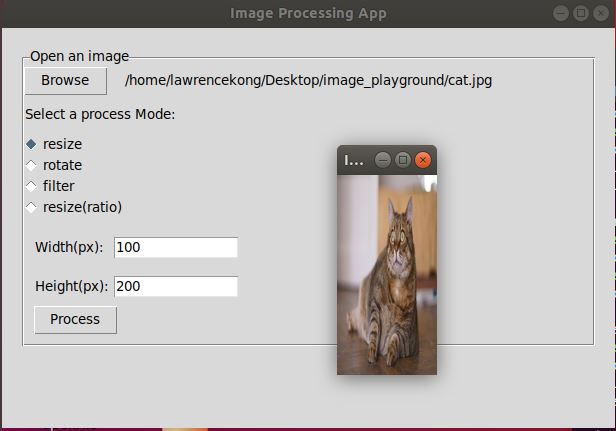 Image Processing App
Open an image
Browse /home/lawrencekong/Desktop/image_playground/cat.jpg
Select a process Mode:
resize
I...
rotate
filter
resize(ratio)
Width(px): 100
Height(px): 200
Process